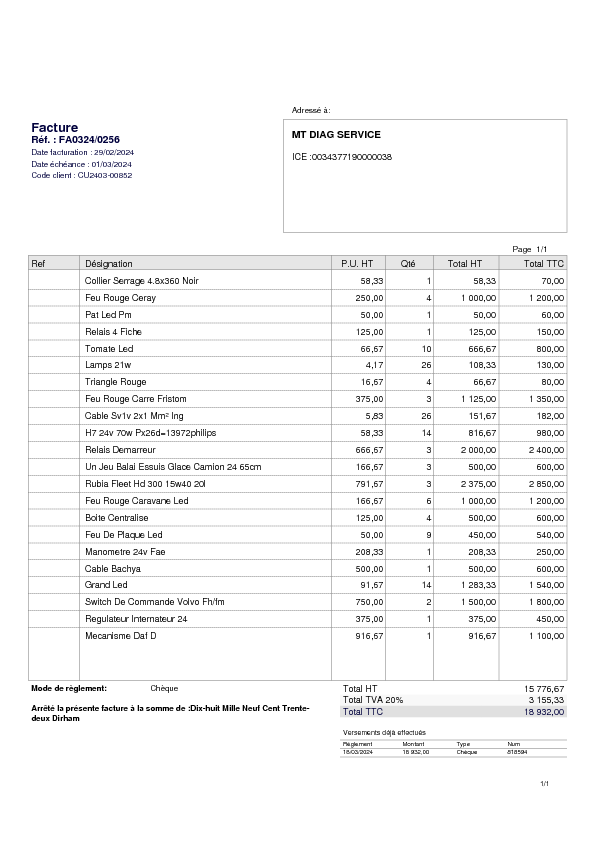 Adressé à:
Facture
Réf. : FA0324/0256
Date facturation : 29/02/2024
Date échéance : 01/03/2024
Code client : CU2403-00852
MT DIAG SERVICE
ICE :0034377190000038
Page 1/1
Ref Désignation P.U. HT Qté Total HT Total TTC
Collier Serrage 4.8x360 Noir 58,33 1 58,33 70,00
Feu Rouge Ceray 250,00 4 1 000,00 1 200,00
Pat Led Pm 50,00 1 50,00 60,00
Relais 4 Fiche 125,00 1 125,00 150,00
Tomate Led 66,67 10 666,67 800,00
Lamps 21w 4,17 26 108,33 130,00
Triangle Rouge 16,67 4 66,67 80,00
Feu Rouge Carre Fristom 375,00 3 1 125,00 1 350,00
Cable Sv1v 2x1 Mm² Ing 5,83 26 151,67 182,00
H7 24v 70w Px26d=13972philips 58,33 14 816,67 980,00
Relais Demarreur 666,67 3 2 000,00 2 400,00
Un Jeu Balai Essuis Glace Camion 24 65cm 166,67 3 500,00 600,00
Rubia Fleet Hd 300 15w40 20l 791,67 3 2 375,00 2 850,00
Feu Rouge Caravane Led 166,67 6 1 000,00 1 200,00
Boite Centralise 125,00 4 500,00 600,00
Feu De Plaque Led 50,00 9 450,00 540,00
Manometre 24v Fae 208,33 1 208,33 250,00
Cable Bachya 500,00 1 500,00 600,00
Grand Led 91,67 14 1 283,33 1 540,00
Switch De Commande Volvo Fh/fm 750,00 2 1 500,00 1 800,00
Regulateur Internateur 24 375,00 1 375,00 450,00
Mecanisme Daf D 916,67 1 916,67 1 100,00
Mode de règlement: Chèque
Total HT 15 776,67
Total TVA 20% 3 155,33
Total TTC 18 932,00
Arrêté la présente facture à la somme de :Dix-huit Mille Neuf Cent Trente-
deux Dirham
Versements déjà effectués
Règlement Montant Type Num
18/03/2024 18 932,00 Chèque 818594
1/1